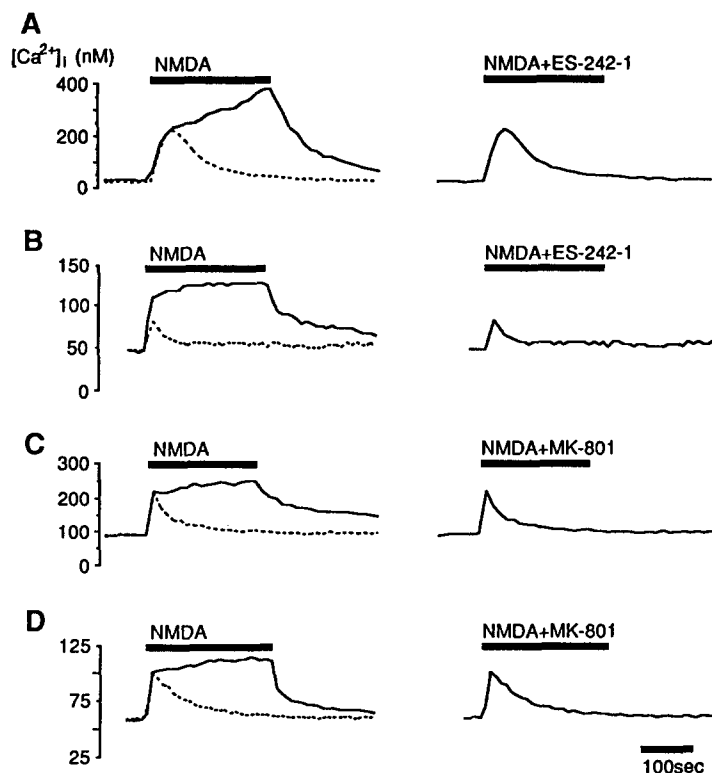 A
[Ca²⁺]i (nM)
NMDA
NMDA+ES-242-1
400
200
0
B
NMDA
NMDA+ES-242-1
150
100
50
0
C
NMDA
NMDA+MK-801
300
200
100
0
D
NMDA
NMDA+MK-801
125
75
25
100sec